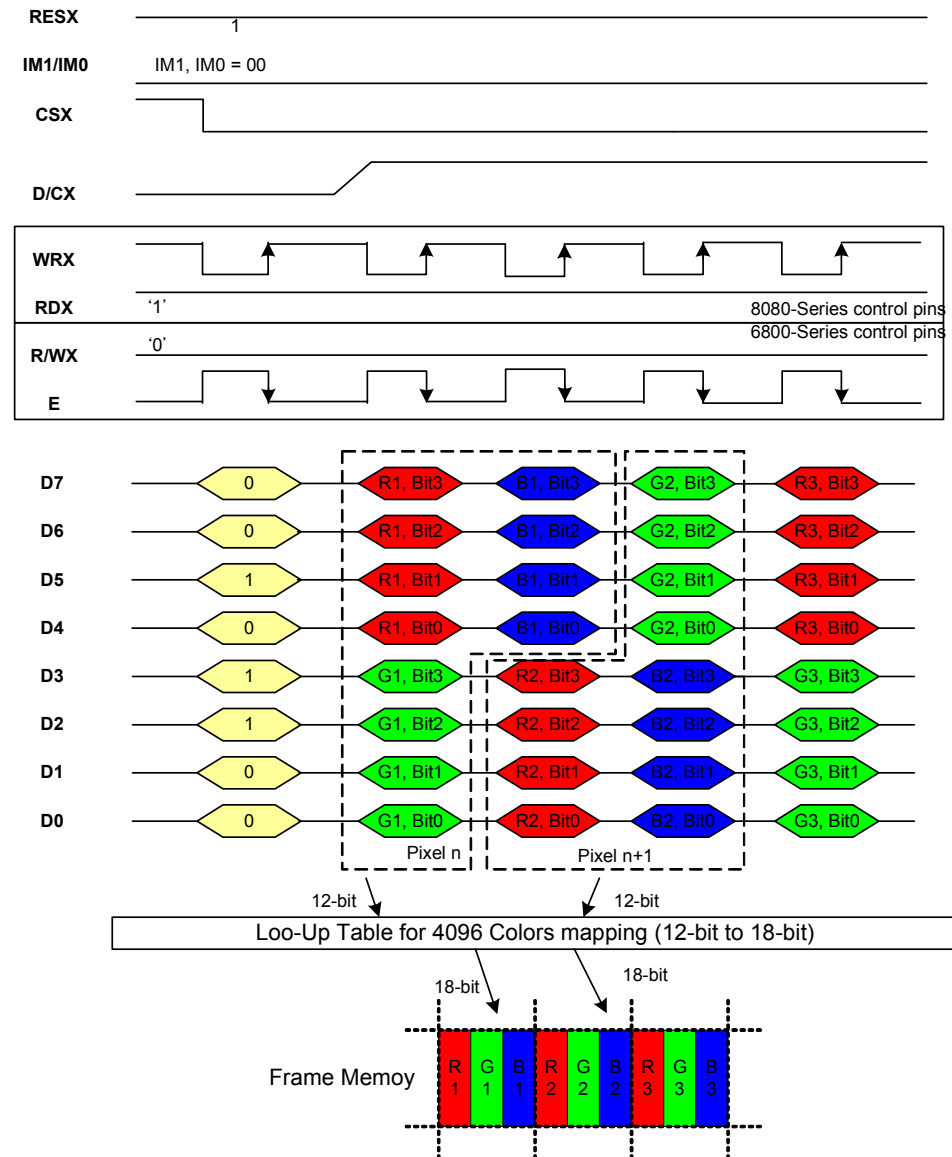 RESX
1
IM1/IM0 IM1, IM0 = 00
CSX
D/CX
WRX
RDX '1' 8080-Series control pins
6800-Series control pins
R/WX '0'
E
D7 0 R1, Bit3 B1, Bit3 G2, Bit3 R3, Bit3
D6 0 R1, Bit2 B1, Bit2 G2, Bit2 R3, Bit2
D5 1 R1, Bit1 B1, Bit1 G2, Bit1 R3, Bit1
D4 0 R1, Bit0 B1, Bit0 G2, Bit0 R3, Bit0
D3 1 G1, Bit3 R2, Bit3 B2, Bit3 G3, Bit3
D2 1 G1, Bit2 R2, Bit2 B2, Bit2 G3, Bit2
D1 0 G1, Bit1 R2, Bit1 B2, Bit1 G3, Bit1
D0 0 G1, Bit0 R2, Bit0 B2, Bit0 G3, Bit0
Pixel n Pixel n+1
12-bit 12-bit
Loo-Up Table for 4096 Colors mapping (12-bit to 18-bit)
18-bit 18-bit
Frame Memoy
R G B R G B R G B
1 1 1 2 2 2 3 3 3